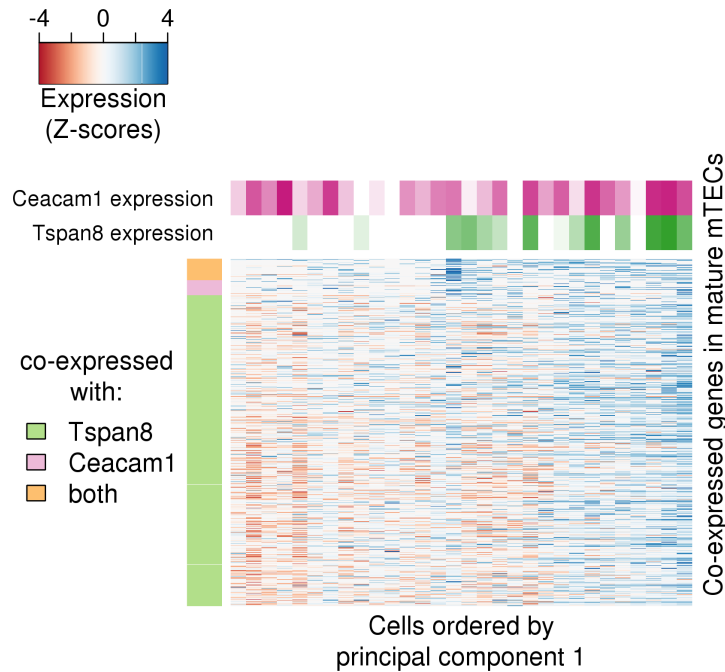 -4 0 4
Expression
(Z-scores)
Ceacam1 expression
Tspan8 expression
co-expressed
with:
Tspan8
Ceacam1
both
Co-expressed genes in mature mTECs
Cells ordered by
principal component 1